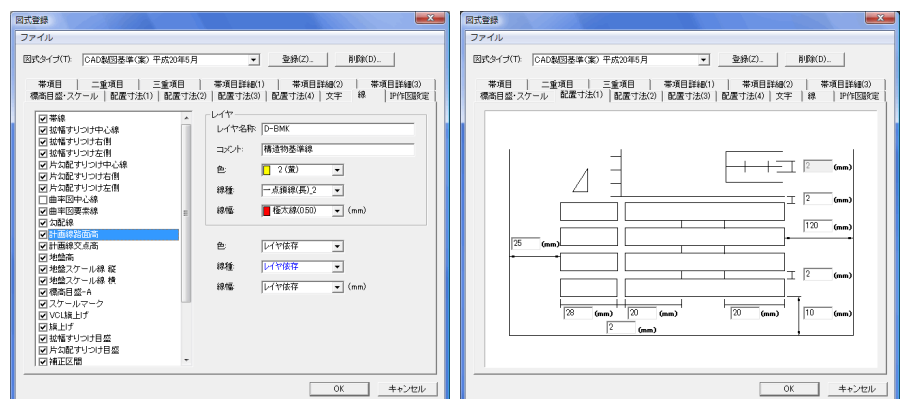 図式登録
ファイル
図式タイプ(T): CAD製図基準(案) 平成20年5月 登録(Z)... 削除(D)...
帯項目 二重項目 三重項目 帯項目詳細(1) 帯項目詳細(2) 帯項目詳細(3)
標高目盛・スケール 配置寸法(1) 配置寸法(2) 配置寸法(3) 配置寸法(4) 文字 線 IP作図設定
帯線
拡幅すりつけ中心線
拡幅すりつけ右側
拡幅すりつけ左側
片勾配すりつけ中心線
片勾配すりつけ右側
片勾配すりつけ左側
曲率図中心線
曲率図要素線
勾配線
計画線路面高
計画線交点高
地盤高
地盤スケール線 縦
地盤スケール線 横
標高目盛-A
スケールマーク
VCL旗上げ
旗上げ
拡幅すりつけ目盛
片勾配すりつけ目盛
補正区間
レイヤ
レイヤ名称: D-BMK
コメント: 構造物基準線
色: 2 (黄)
線種: 一点鎖線(長)_2
線幅: 極太線(050) (mm)
色: レイヤ依存
線種: レイヤ依存
線幅: レイヤ依存 (mm)
OK キャンセル
図式登録
ファイル
図式タイプ(T): CAD製図基準(案) 平成20年5月 登録(Z)... 削除(D)...
帯項目 二重項目 三重項目 帯項目詳細(1) 帯項目詳細(2) 帯項目詳細(3)
標高目盛・スケール 配置寸法(1) 配置寸法(2) 配置寸法(3) 配置寸法(4) 文字 線 IP作図設定
2 (mm)
2 (mm)
120 (mm)
25 (mm)
2 (mm)
28 (mm) 20 (mm) 20 (mm) 10 (mm)
2 (mm)
OK キャンセル